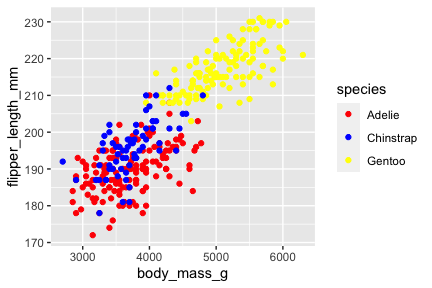 230
220
210
200
190
180
170
flipper_length_mm
3000 4000 5000 6000
body_mass_g
species
Adelie
Chinstrap
Gentoo